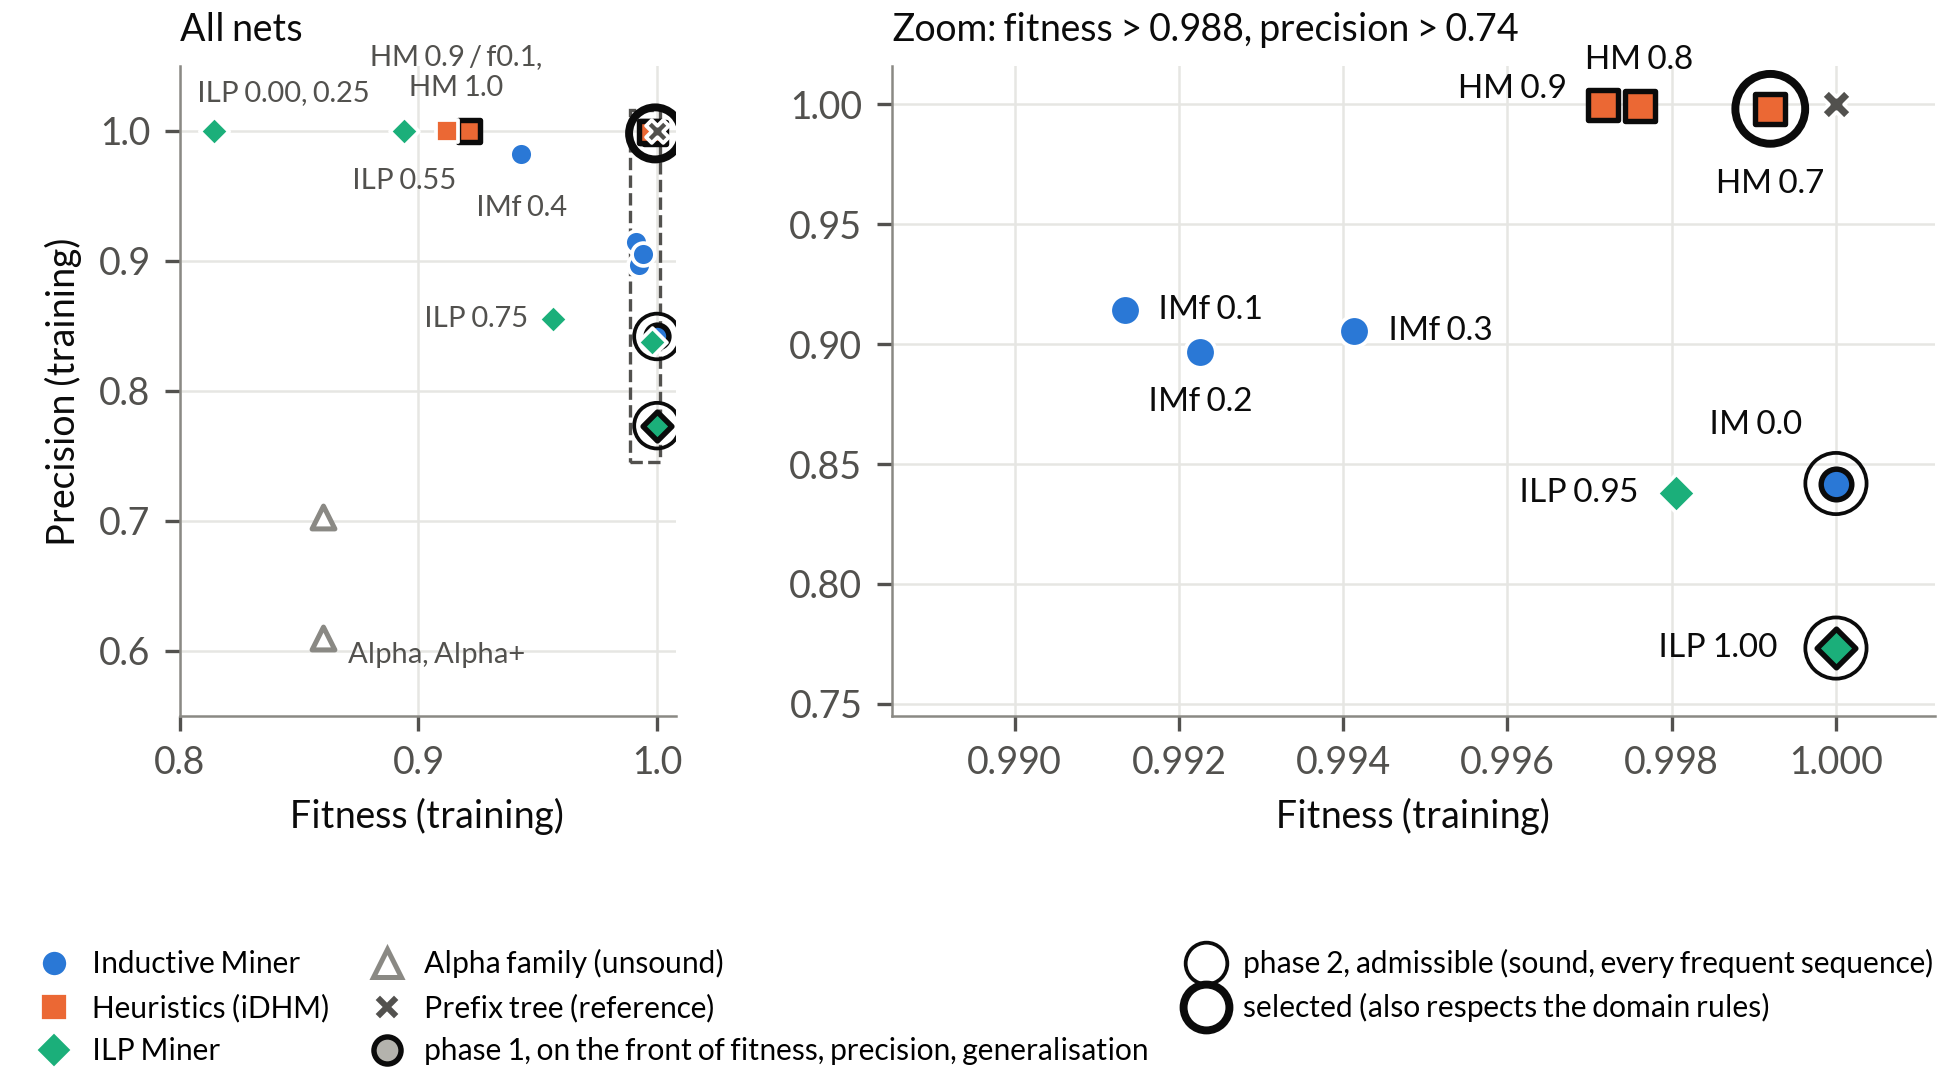 All nets
HM 0.9 / f0.1,
HM 1.0
ILP 0.00, 0.25
ILP 0.55
IMf 0.4
ILP 0.75
Alpha, Alpha+
1.0
0.9
0.8
0.7
0.6
Precision (training)
0.8
0.9
1.0
Fitness (training)
Zoom: fitness > 0.988, precision > 0.74
HM 0.8
HM 0.9
HM 0.7
IMf 0.1
IMf 0.3
IMf 0.2
IM 0.0
ILP 0.95
ILP 1.00
1.00
0.95
0.90
0.85
0.80
0.75
0.990
0.992
0.994
0.996
0.998
1.000
Fitness (training)
Inductive Miner
Heuristics (iDHM)
ILP Miner
Alpha family (unsound)
Prefix tree (reference)
phase 1, on the front of fitness, precision, generalisation
phase 2, admissible (sound, every frequent sequence)
selected (also respects the domain rules)